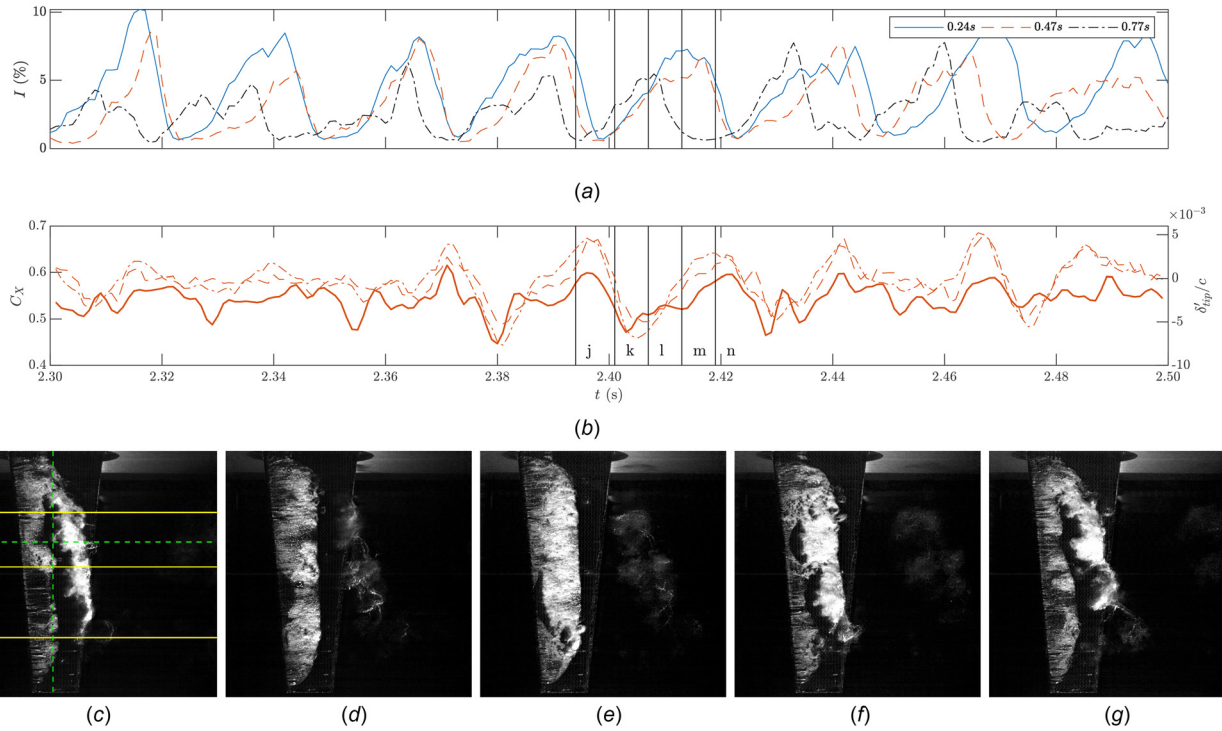 10
5
0
I (%)
0.24s 0.47s 0.77s
(a)
0.7
0.6
0.5
0.4
C_X
×10⁻³
5
0
-5
-10
δ'_tip/c
j k l m n
2.30 2.32 2.34 2.36 2.38 2.40 2.42 2.44 2.46 2.48 2.50
t (s)
(b)
(c) (d) (e) (f) (g)